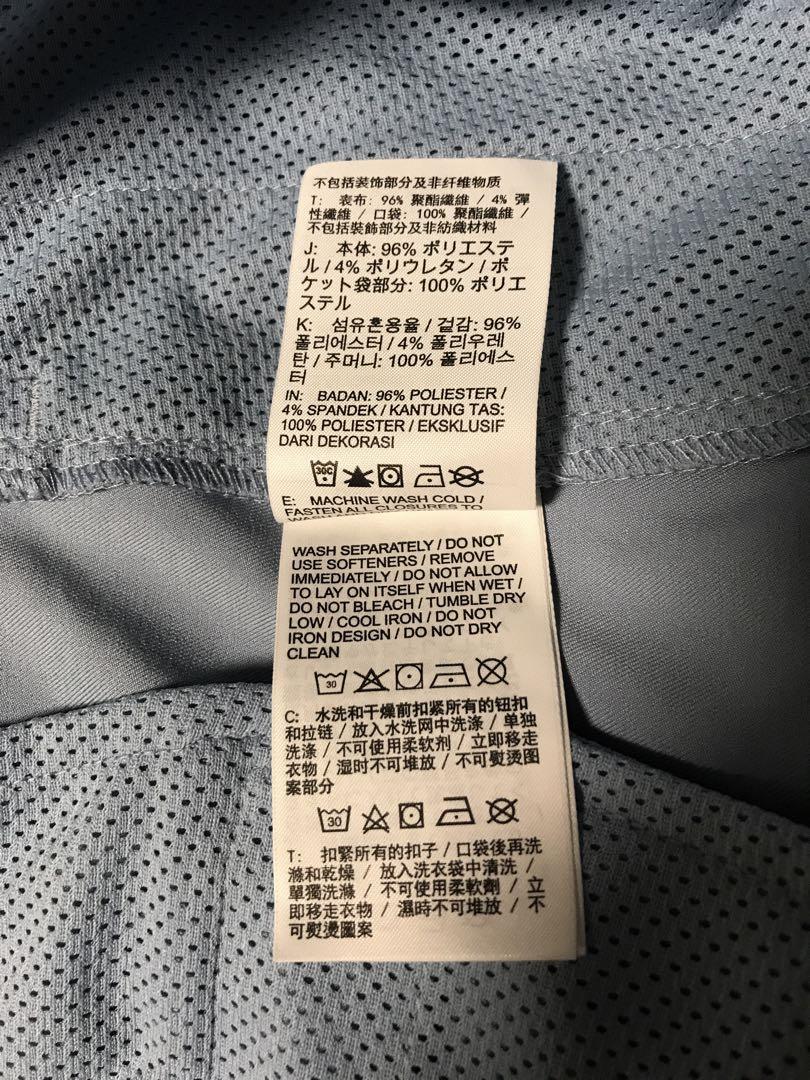 不包括装饰部分及非纤维物质
T: 表布: 96% 聚酯纖維 / 4% 彈
性纖維 / 口袋: 100% 聚酯纖維 /
不包括裝飾部分及非紡織材料
J: 本体: 96% ポリエステ
ル / 4% ポリウレタン / ポ
ケット袋部分: 100% ポリエ
ステル
K: 섬유혼용율 / 겉감: 96%
폴리에스터 / 4% 폴리우레
탄 / 주머니: 100% 폴리에스
터
IN: BADAN: 96% POLIESTER /
4% SPANDEK / KANTUNG TAS:
100% POLIESTER / EKSKLUSIF
DARI DEKORASI
30C
E: MACHINE WASH COLD /
FASTEN ALL CLOSURES TO
WASH SEPARATELY / DO NOT
USE SOFTENERS / REMOVE
IMMEDIATELY / DO NOT ALLOW
TO LAY ON ITSELF WHEN WET /
DO NOT BLEACH / TUMBLE DRY
LOW / COOL IRON / DO NOT
IRON DESIGN / DO NOT DRY
CLEAN
30
C: 水洗和干燥前扣紧所有的钮扣
和拉链 / 放入水洗网中洗涤 / 单独
洗涤 / 不可使用柔软剂 / 立即移走
衣物 / 湿时不可堆放 / 不可熨烫图
案部分
30
T: 扣緊所有的扣子 / 口袋後再洗
滌和乾燥 / 放入洗衣袋中清洗 /
單獨洗滌 / 不可使用柔軟劑 / 立
即移走衣物 / 濕時不可堆放 / 不
可熨燙圖案